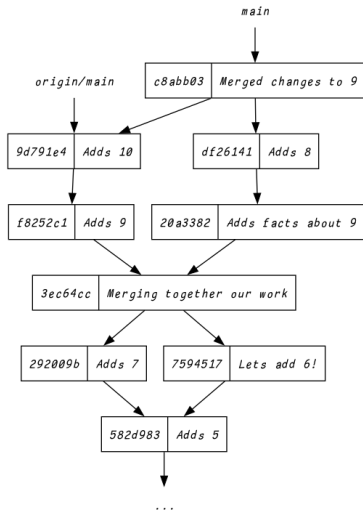 main
origin/main
c8abb03 Merged changes to 9
9d791e4 Adds 10
df26141 Adds 8
f8252c1 Adds 9
20a3382 Adds facts about 9
3ec64cc Merging together our work
292009b Adds 7
7594517 Lets add 6!
582d983 Adds 5
...